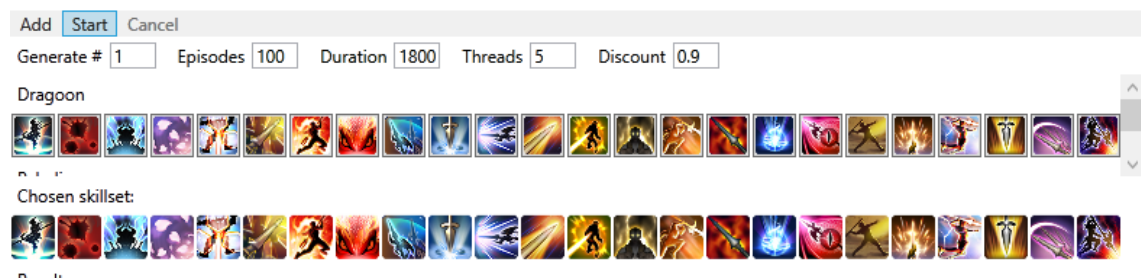 Add Start Cancel
Generate # 1 Episodes 100 Duration 1800 Threads 5 Discount 0.9
Dragoon
Chosen skillset: